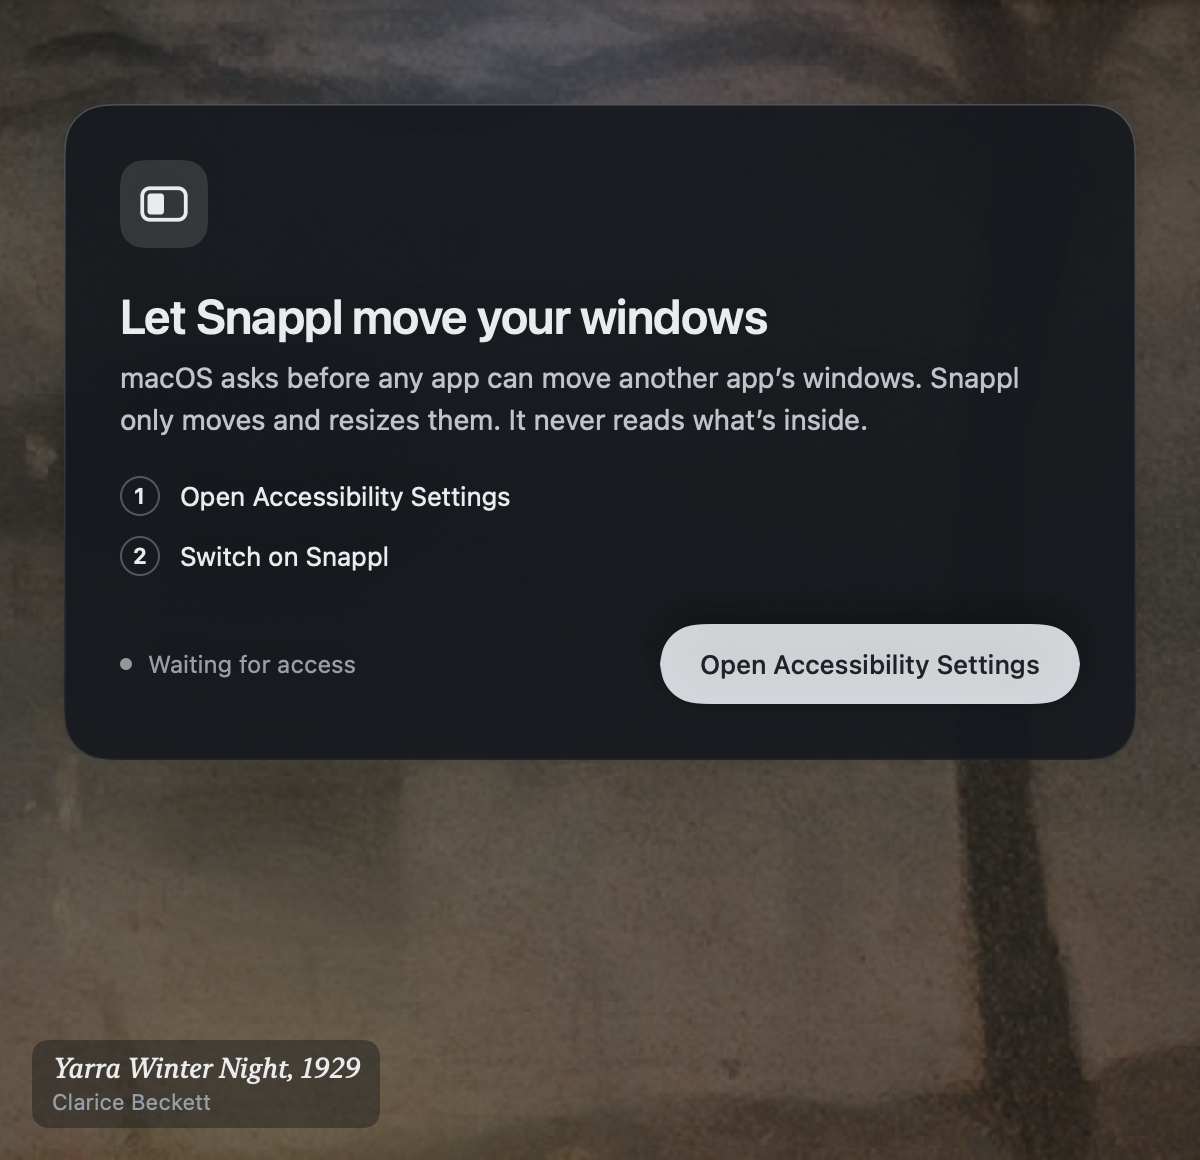 Let Snappl move your windows
macOS asks before any app can move another app’s windows. Snappl
only moves and resizes them. It never reads what’s inside.
1 Open Accessibility Settings
2 Switch on Snappl
Waiting for access
Open Accessibility Settings
Yarra Winter Night, 1929
Clarice Beckett